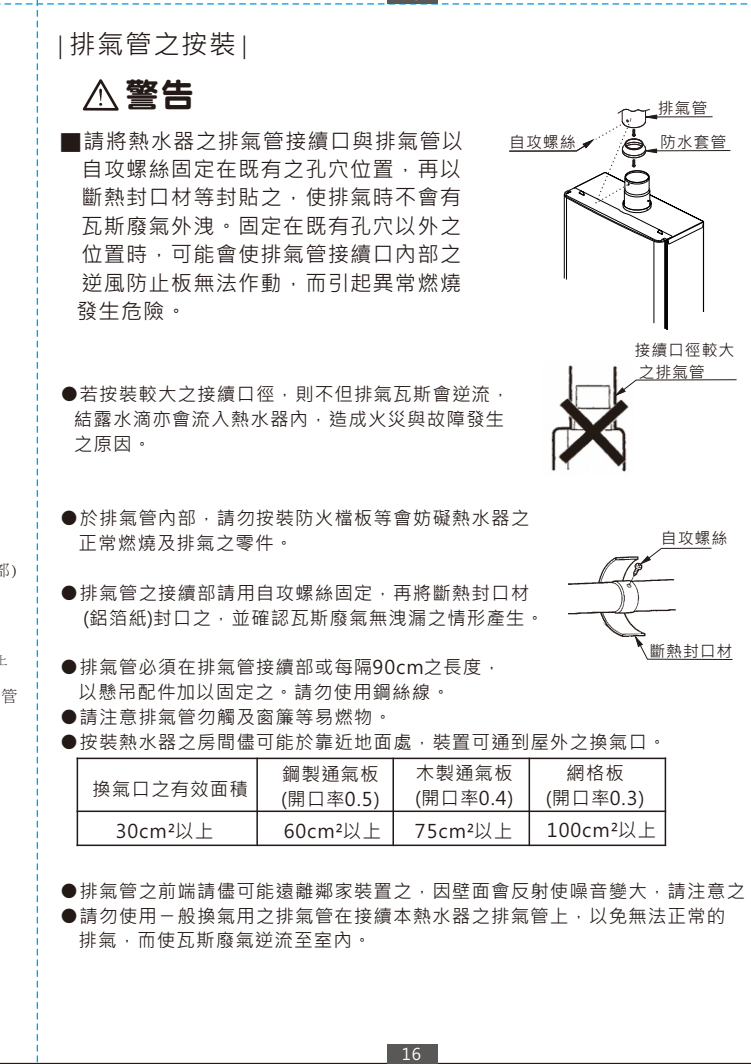 |排氣管之按裝|
警告
■請將熱水器之排氣管接續口與排氣管以
自攻螺絲固定在既有之孔穴位置，再以
斷熱封口材等封貼之，使排氣時不會有
瓦斯廢氣外洩。固定在既有孔穴以外之
位置時，可能會使排氣管接續口內部之
逆風防止板無法作動，而引起異常燃燒
發生危險。
排氣管
自攻螺絲
防水套管
接續口徑較大
之排氣管
●若按裝較大之接續口徑，則不但排氣瓦斯會逆流，
結露水滴亦會流入熱水器內，造成火災與故障發生
之原因。
●於排氣管內部，請勿按裝防火檔板等會妨礙熱水器之
正常燃燒及排氣之零件。
●排氣管之接續部請用自攻螺絲固定，再將斷熱封口材
(鋁箔紙)封口之，並確認瓦斯廢氣無洩漏之情形產生。
自攻螺絲
斷熱封口材
●排氣管必須在排氣管接續部或每隔90cm之長度，
以懸吊配件加以固定之。請勿使用鋼絲線。
●請注意排氣管勿觸及窗簾等易燃物。
●按裝熱水器之房間儘可能於靠近地面處，裝置可通到屋外之換氣口。
換氣口之有效面積 鋼製通氣板 木製通氣板 網格板
(開口率0.5) (開口率0.4) (開口率0.3)
30cm²以上 60cm²以上 75cm²以上 100cm²以上
●排氣管之前端請儘可能遠離鄰家裝置之，因壁面會反射使噪音變大，請注意之
●請勿使用一般換氣用之排氣管在接續本熱水器之排氣管上，以免無法正常的
排氣，而使瓦斯廢氣逆流至室內。
部)
管
16